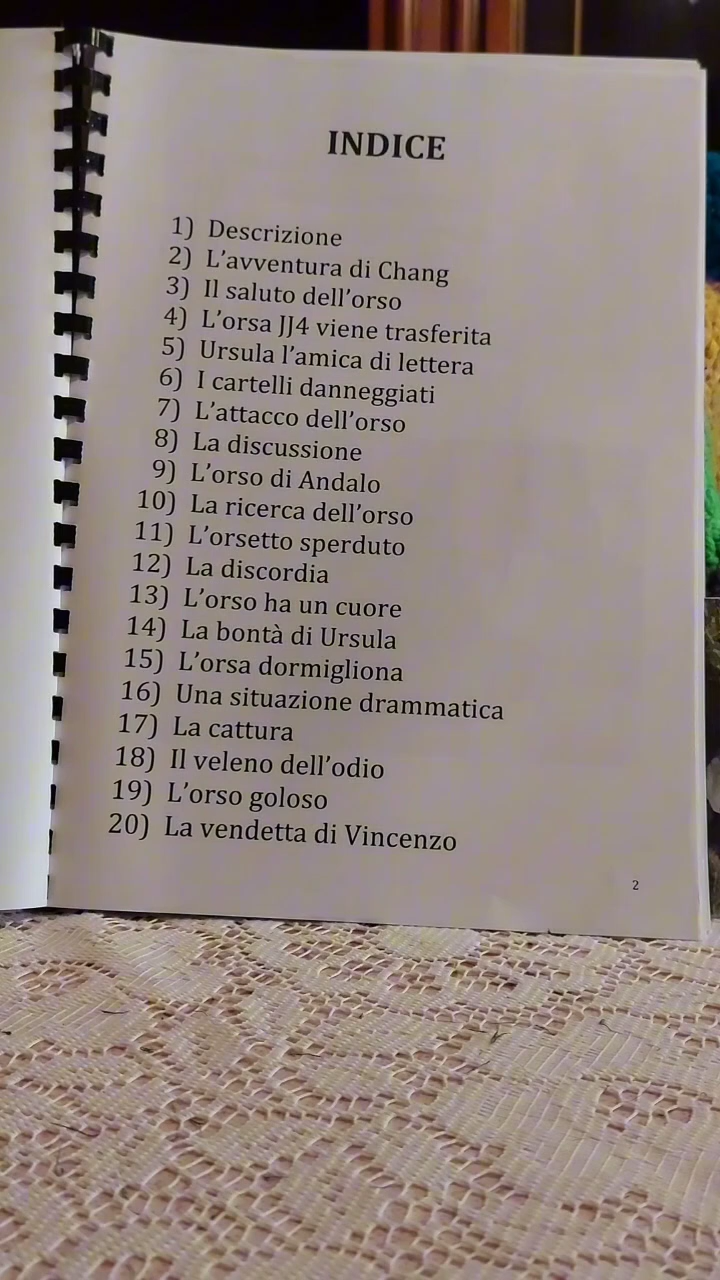 INDICE
1) Descrizione
2) L'avventura di Chang
3) Il saluto dell'orso
4) L'orsa JJ4 viene trasferita
5) Ursula l'amica di lettera
6) I cartelli danneggiati
7) L'attacco dell'orso
8) La discussione
9) L'orso di Andalo
10) La ricerca dell'orso
11) L'orsetto sperduto
12) La discordia
13) L'orso ha un cuore
14) La bontà di Ursula
15) L'orsa dormigliona
16) Una situazione drammatica
17) La cattura
18) Il veleno dell'odio
19) L'orso goloso
20) La vendetta di Vincenzo
2